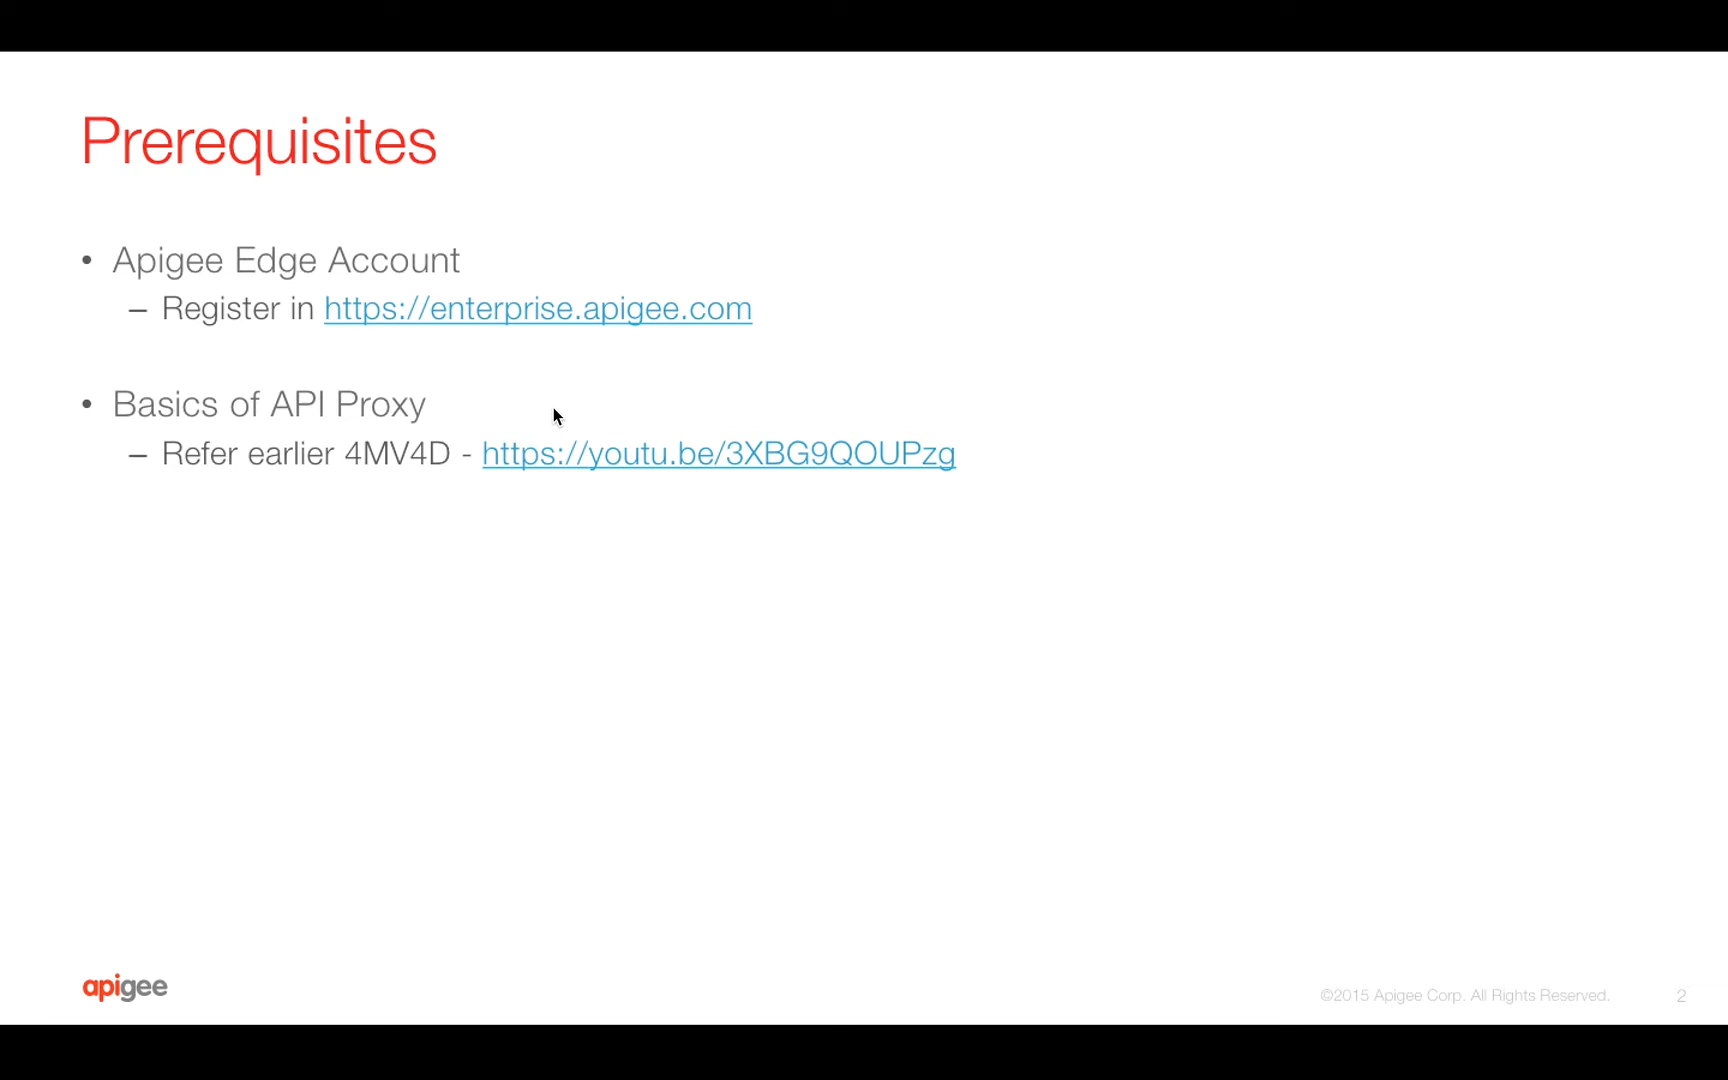 Prerequisites
• Apigee Edge Account
– Register in https://enterprise.apigee.com
• Basics of API Proxy
– Refer earlier 4MV4D - https://youtu.be/3XBG9QOUPzg
apigee
©2015 Apigee Corp. All Rights Reserved.
2